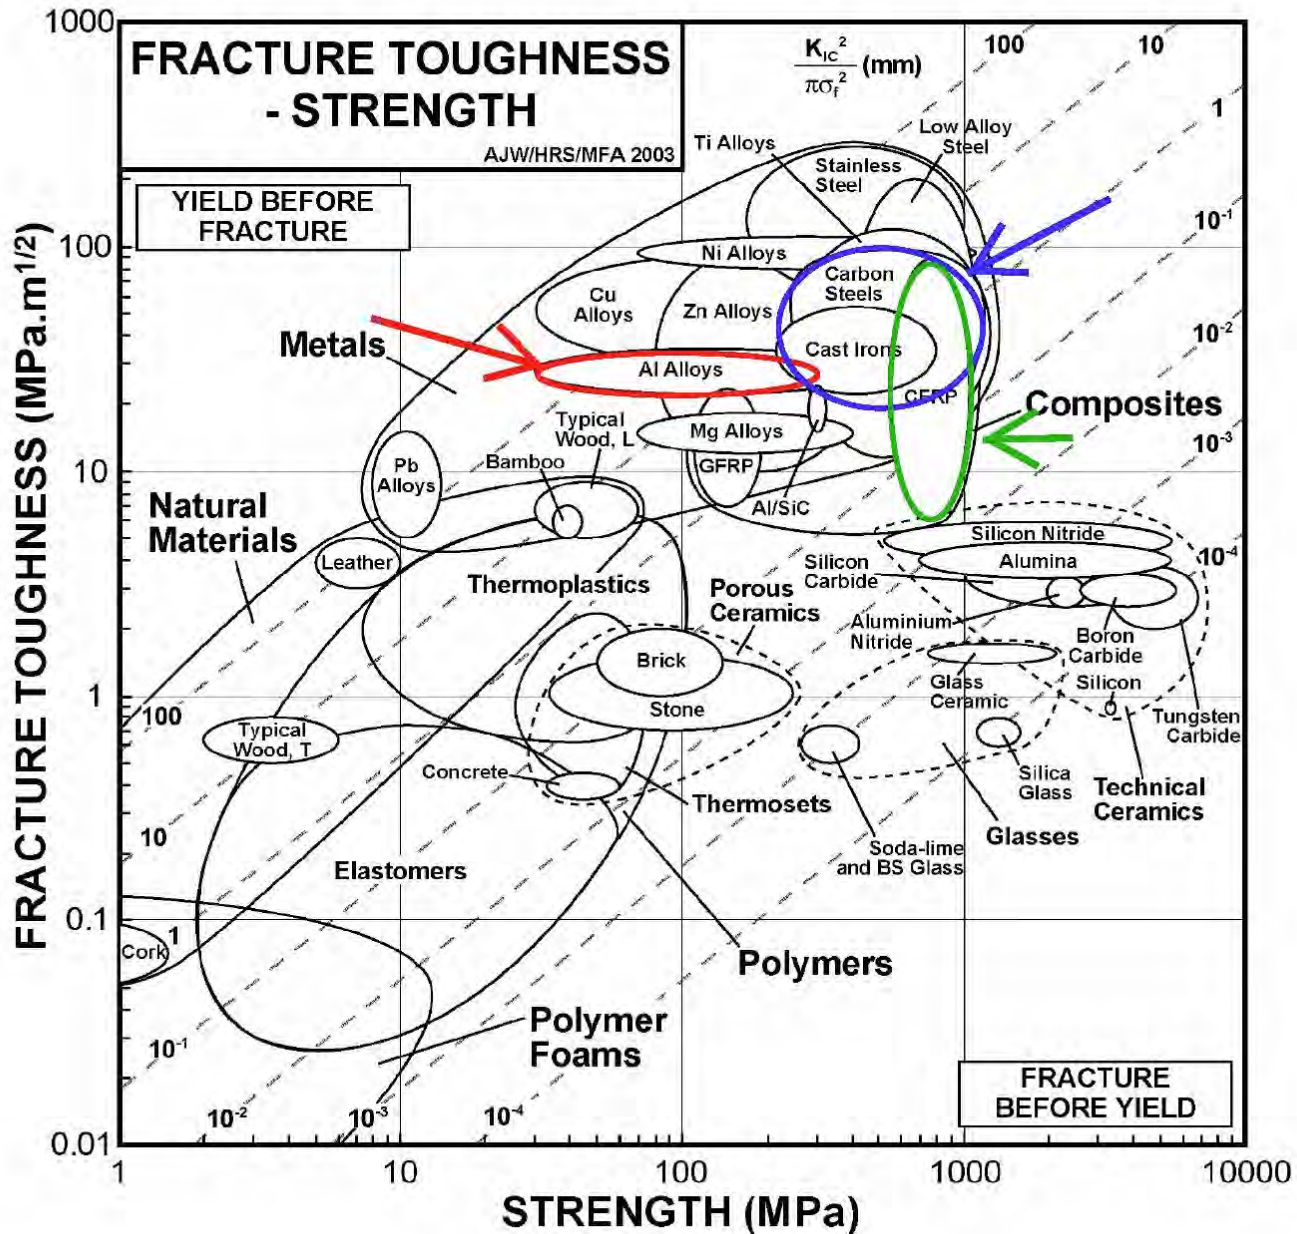 1000
FRACTURE TOUGHNESS
- STRENGTH
AJW/HRS/MFA 2003
K_IC²
πσ_f²
(mm)
100
10
1
10⁻¹
10⁻²
10⁻³
10⁻⁴
YIELD BEFORE
FRACTURE
Ti Alloys
Low Alloy
Steel
Stainless
Steel
100
Ni Alloys
Carbon
Steels
Cu
Alloys
Zn Alloys
Metals
Cast Irons
Al Alloys
CFRP
Composites
Typical
Wood, L
Mg Alloys
Bamboo
GFRP
Pb
Alloys
10
Al/SiC
Natural
Materials
Leather
Thermoplastics
Silicon Nitride
Alumina
Silicon
Carbide
Porous
Ceramics
Aluminium
Nitride
Boron
Carbide
Brick
Glass
Ceramic
Silicon
Tungsten
Carbide
1
100
Stone
Typical
Wood, T
Concrete
Silica
Glass
Technical
Ceramics
Thermosets
Glasses
10
Soda-lime
and BS Glass
Elastomers
0.1
Cork
1
Polymers
Polymer
Foams
10⁻¹
10⁻²
10⁻³
10⁻⁴
FRACTURE
BEFORE YIELD
0.01
1
10
100
1000
10000
STRENGTH (MPa)
FRACTURE TOUGHNESS (MPa.m^1/2)